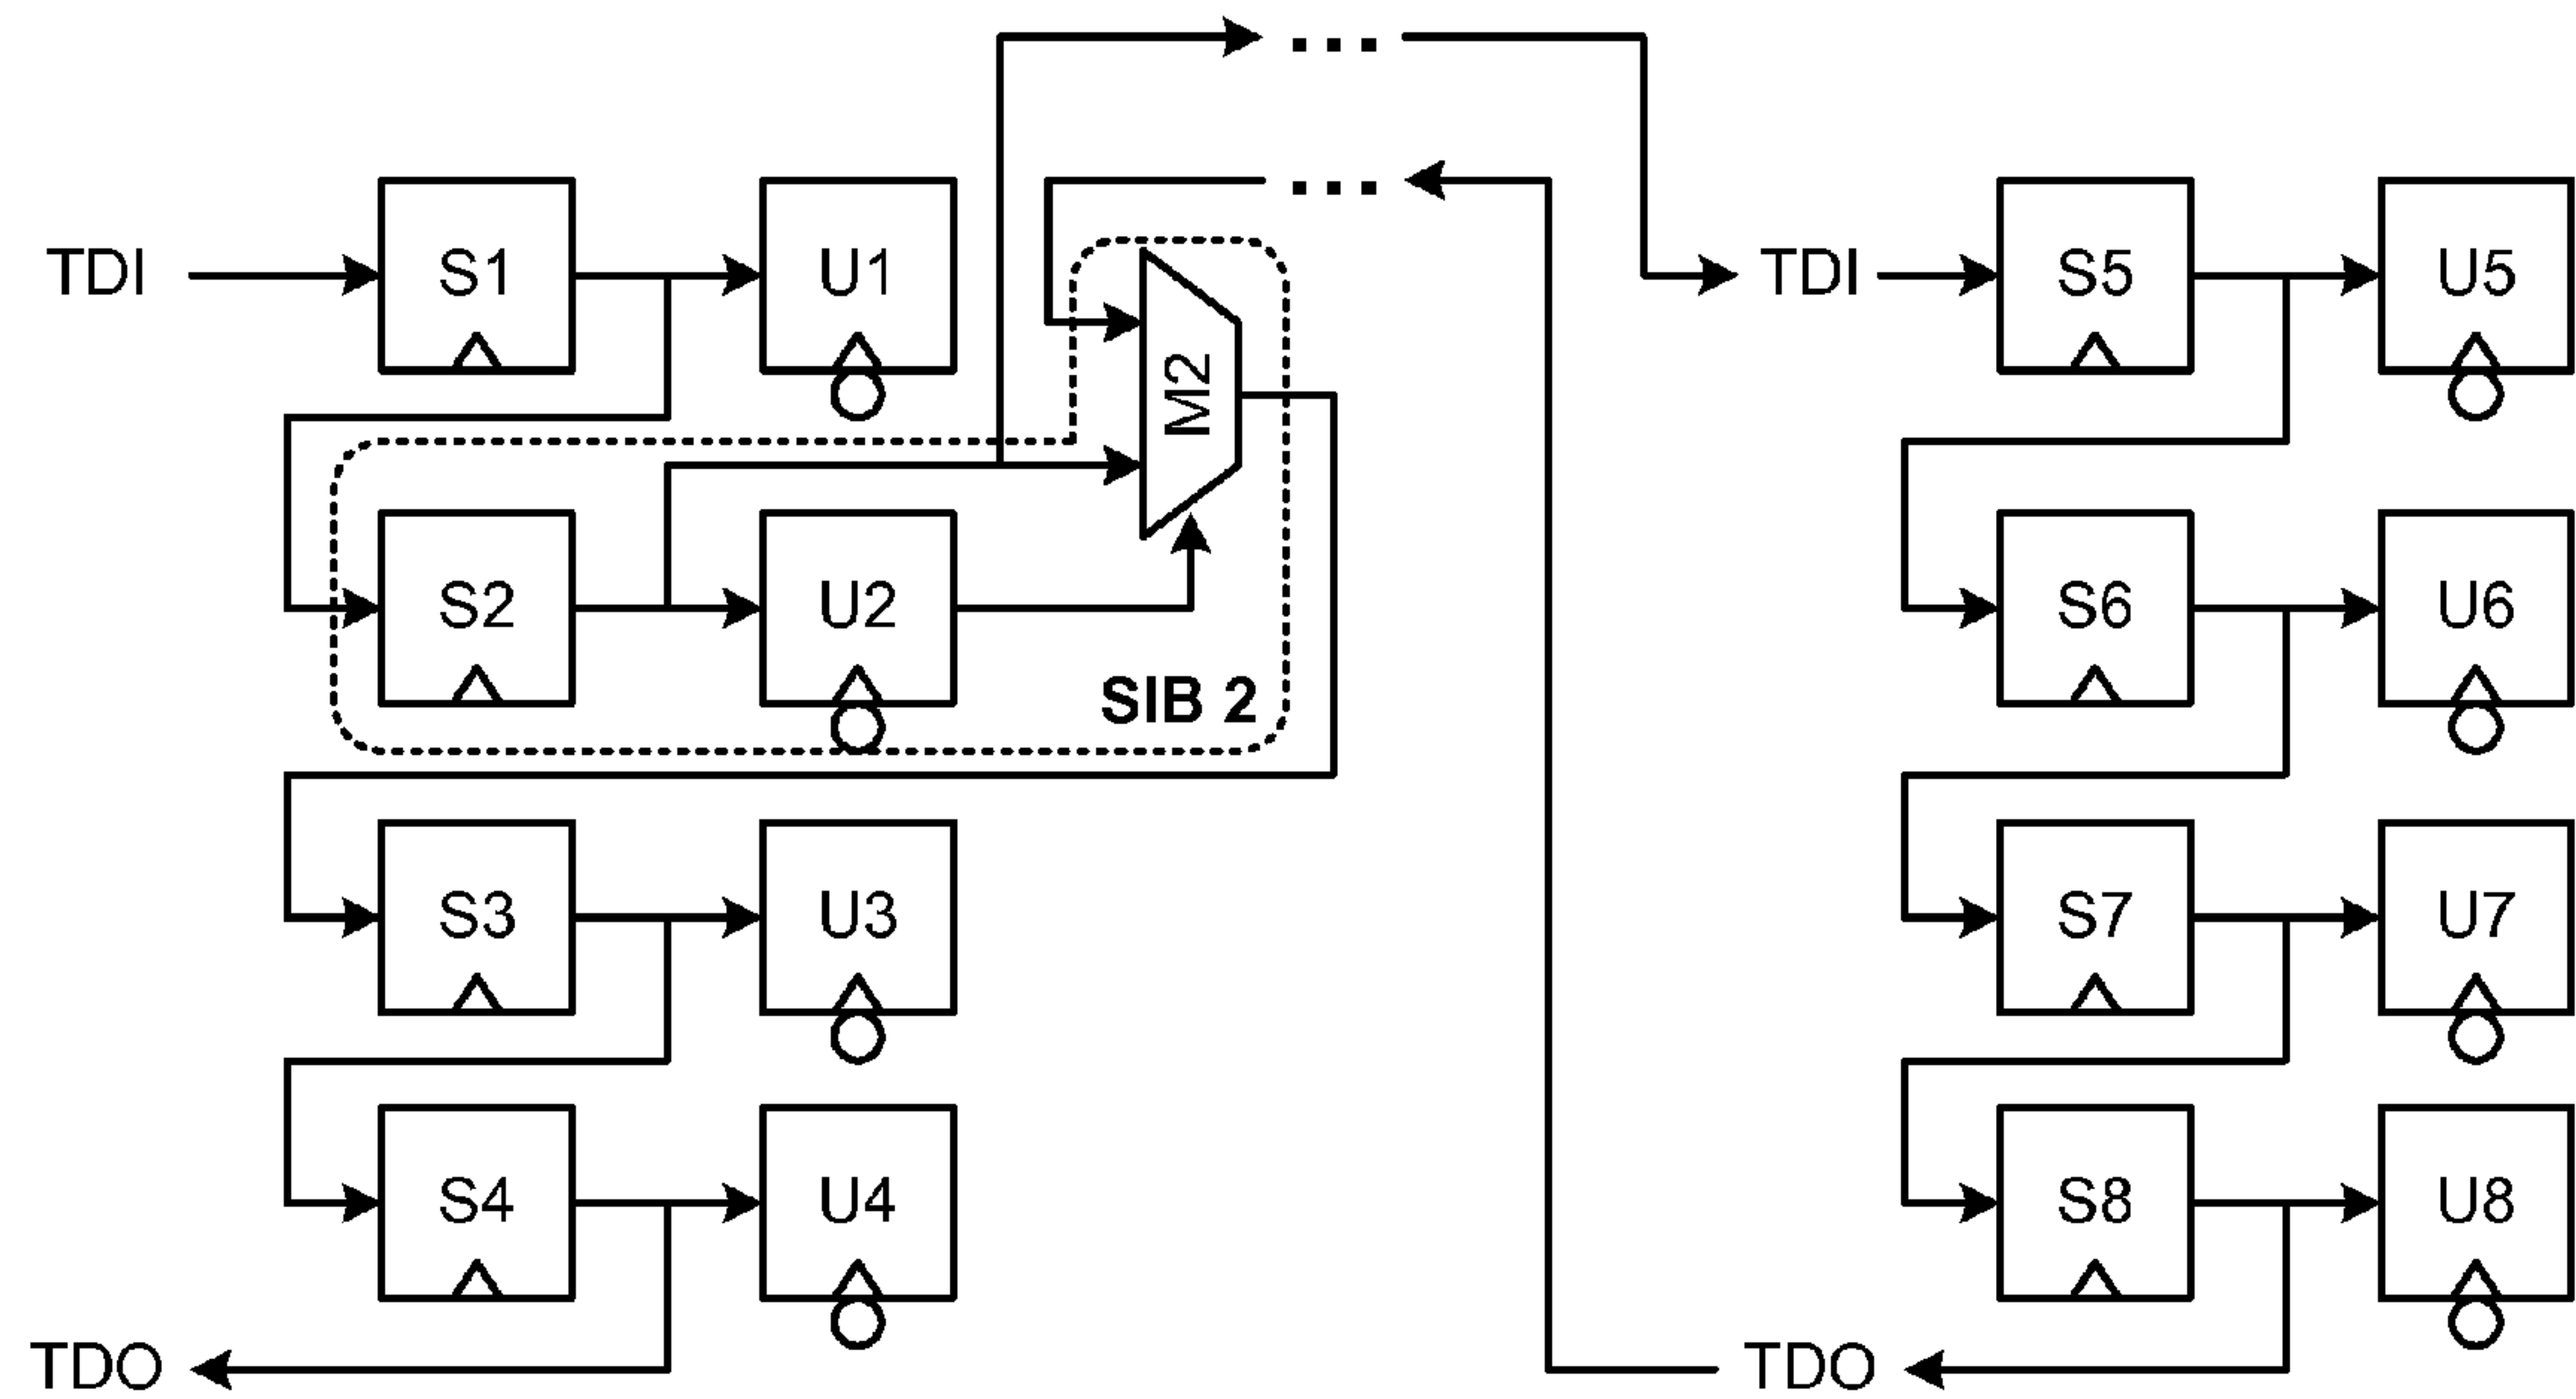 ...
...
TDI S1 U1 TDI S5 U5
M2
S2 U2 S6 U6
SIB 2
S3 U3 S7 U7
S4 U4 S8 U8
TDO TDO